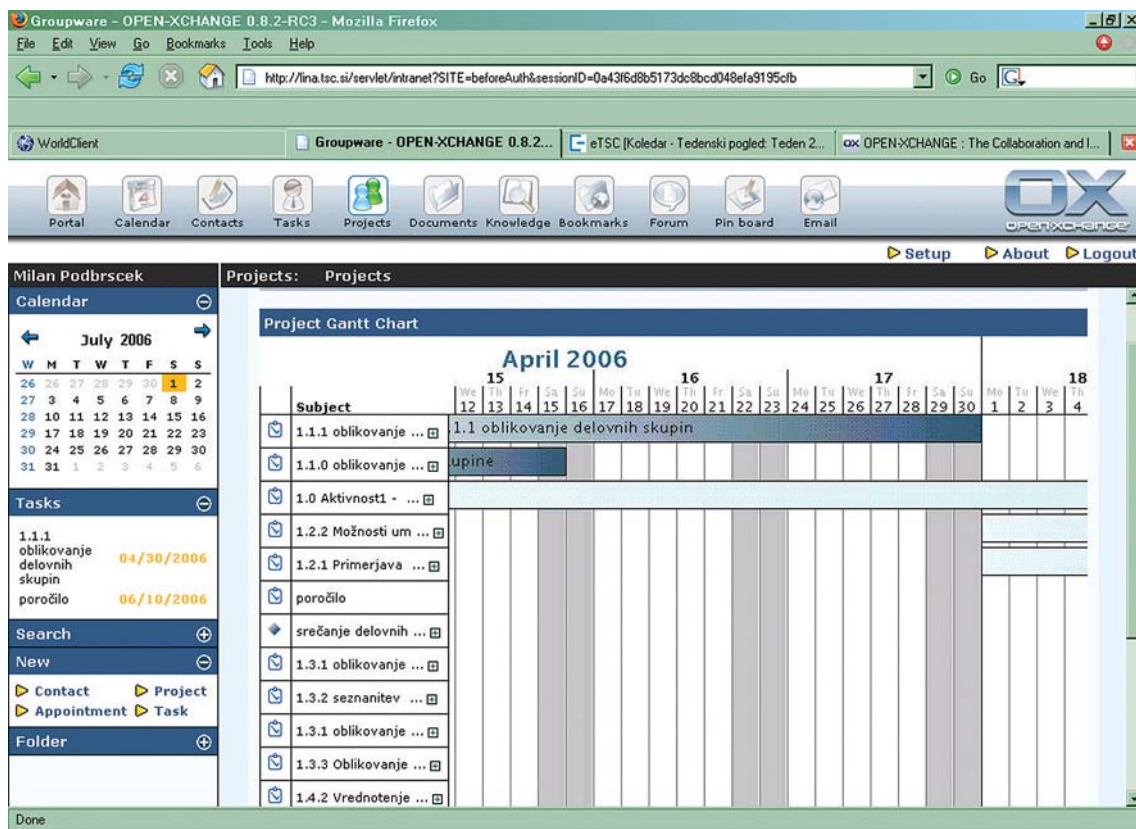 Groupware - OPEN-XCHANGE 0.8.2-RC3 - Mozilla Firefox
File Edit View Go Bookmarks Tools Help
http://lina.tsc.si/servlet/intranet?SITE=beforeAuth&sessionID=0a43f6d8b5173dc8bcd048efa9195cfb
Go
G
WorldClient
Groupware - OPEN-XCHANGE 0.8.2...
eTSC [Koledar - Tedenski pogled: Teden 2...
OX OPEN-XCHANGE : The Collaboration and I...
Portal Calendar Contacts Tasks Projects Documents Knowledge Bookmarks Forum Pin board Email
OX
OPEN-XCHANGE
Setup About Logout
Milan Podbrscek
Projects: Projects
Calendar
July 2006
W M T W T F S S
26 26 27 28 29 30 1 2
27 3 4 5 6 7 8 9
28 10 11 12 13 14 15 16
29 17 18 19 20 21 22 23
30 24 25 26 27 28 29 30
31 31 1 2 3 4 5 6
Tasks
1.1.1
oblikovanje
delovnih
skupin
04/30/2006
poročilo 06/10/2006
Search
New
Contact Project
Appointment Task
Folder
Project Gantt Chart
April 2006
15 16 17 18
We Th Fr Sa Su Mo Tu We Th Fr Sa Su Mo Tu We Th Fr Sa Su Mo Tu We Th
Subject 12 13 14 15 16 17 18 19 20 21 22 23 24 25 26 27 28 29 30 1 2 3 4
1.1.1 oblikovanje ... .1.1 oblikovanje delovnih skupin
1.1.0 oblikovanje ... upine
1.0 Aktivnost1 - ...
1.2.2 Možnosti um ...
1.2.1 Primerjava ...
poročilo
srečanje delovnih ...
1.3.1 oblikovanje ...
1.3.2 seznanitev ...
1.3.1 oblikovanje ...
1.3.3 Oblikovanje ...
1.4.2 Vrednotenje ...
Done